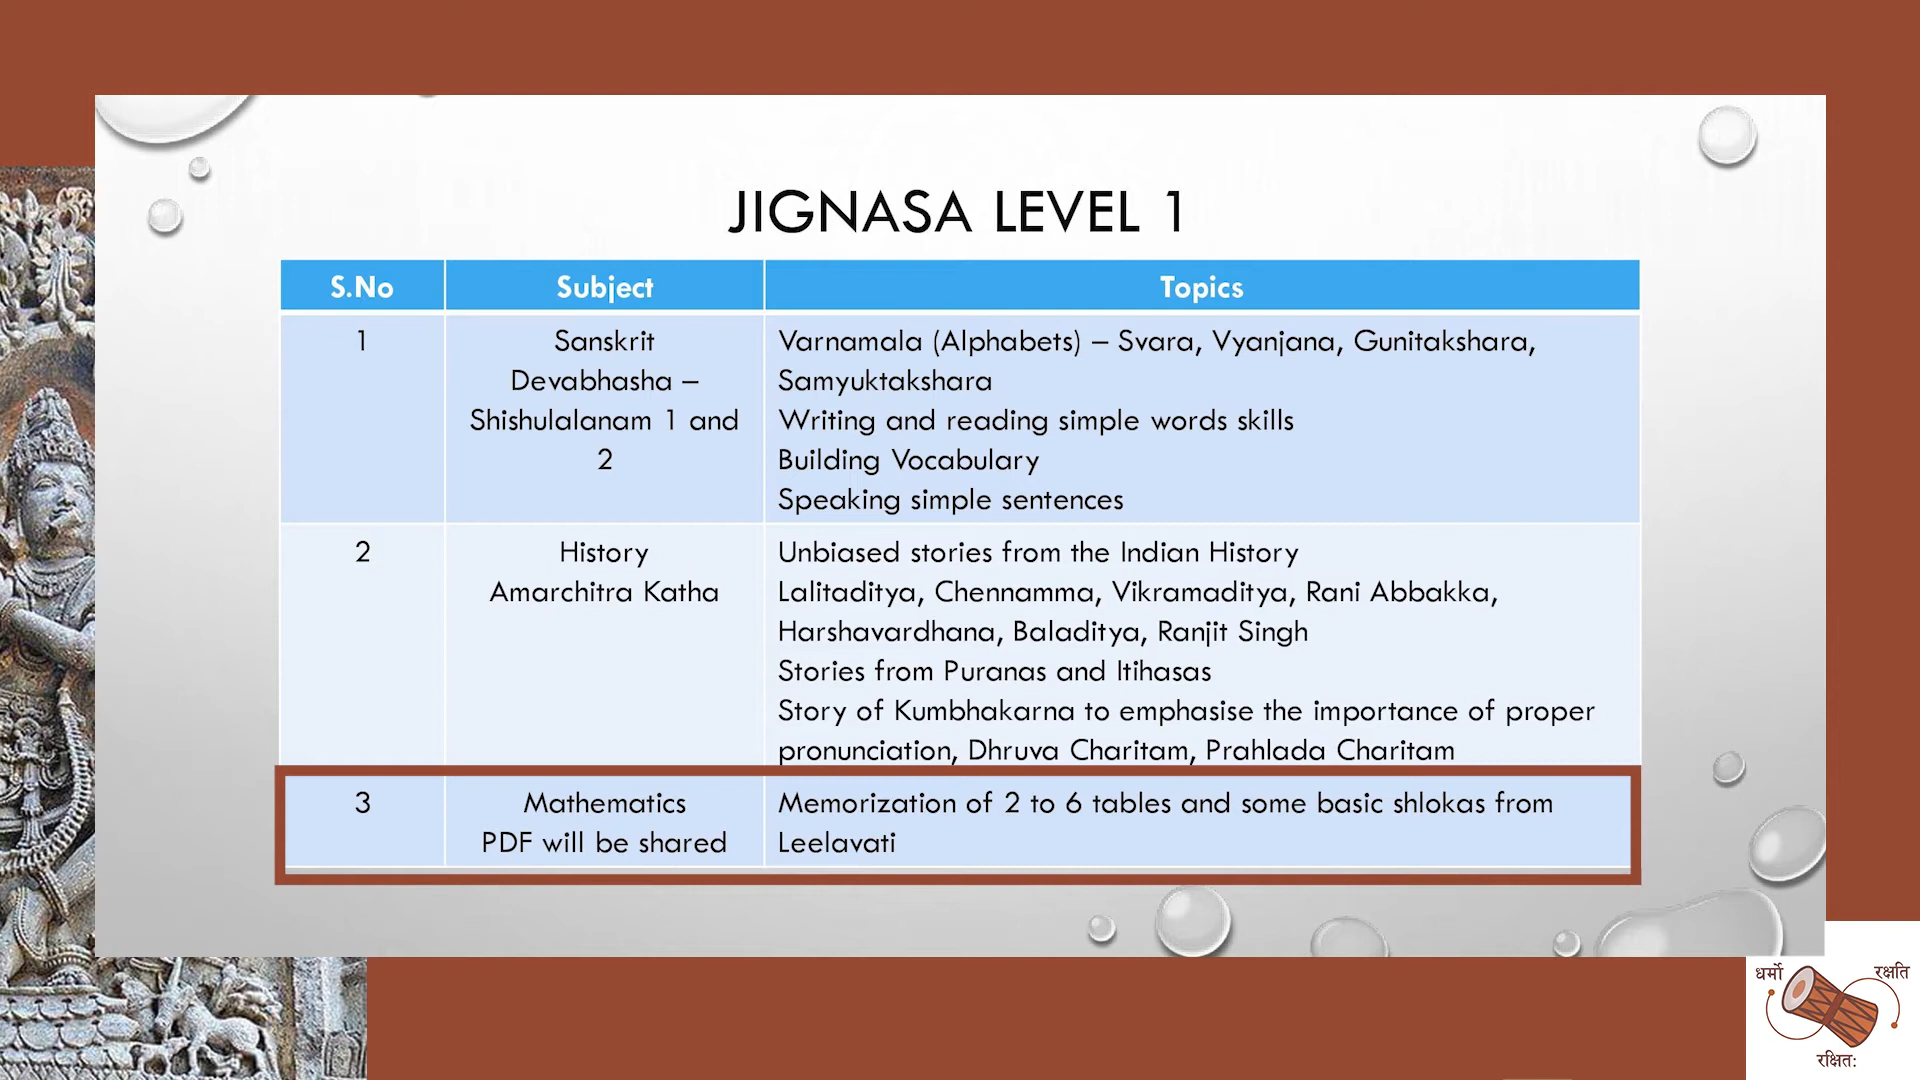 JIGNASA LEVEL 1
S.No Subject Topics
1
Sanskrit
Devabhasha –
Shishulalanam 1 and
2
Varnamala (Alphabets) – Svara, Vyanjana, Gunitakshara,
Samyuktakshara
Writing and reading simple words skills
Building Vocabulary
Speaking simple sentences
2
History
Amarchitra Katha
Unbiased stories from the Indian History
Lalitaditya, Chennamma, Vikramaditya, Rani Abbakka,
Harshavardhana, Baladitya, Ranjit Singh
Stories from Puranas and Itihasas
Story of Kumbhakarna to emphasise the importance of proper
pronunciation, Dhruva Charitam, Prahlada Charitam
3
Mathematics
PDF will be shared
Memorization of 2 to 6 tables and some basic shlokas from
Leelavati
धर्मो रक्षति
रक्षितः